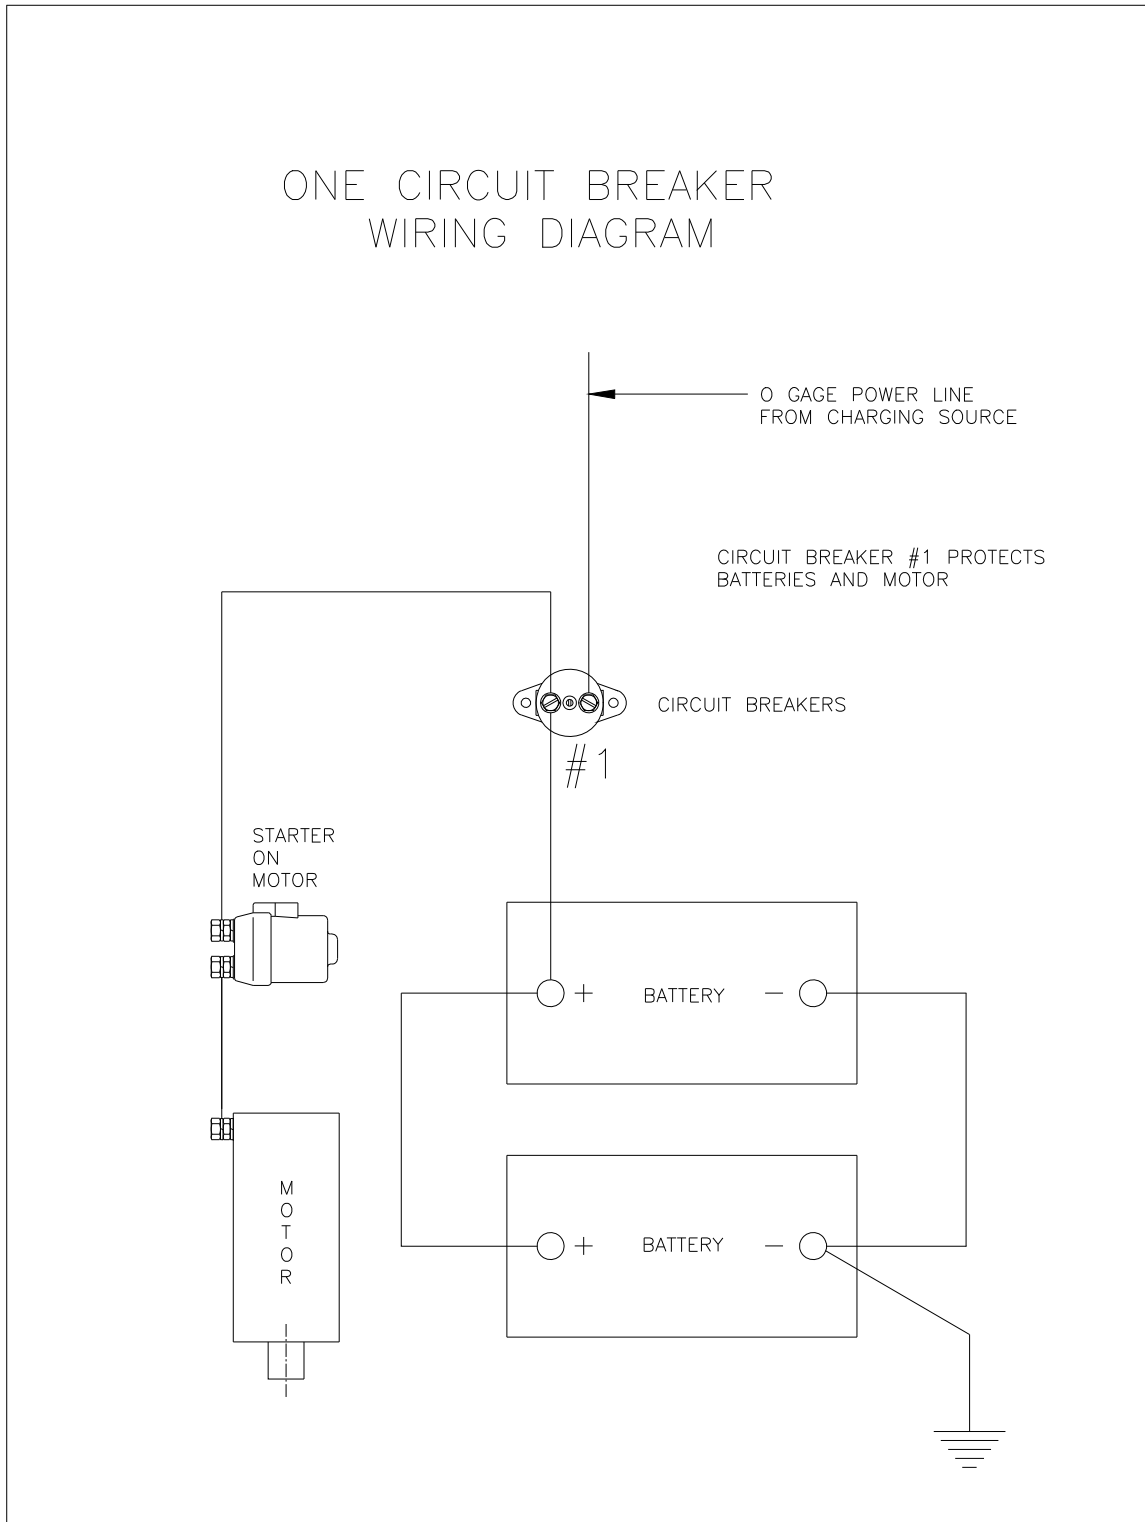 ONE CIRCUIT BREAKER
WIRING DIAGRAM
O GAGE POWER LINE
FROM CHARGING SOURCE
CIRCUIT BREAKER #1 PROTECTS
BATTERIES AND MOTOR
CIRCUIT BREAKERS
#1
STARTER
ON
MOTOR
+ BATTERY −
MOTOR
+ BATTERY −